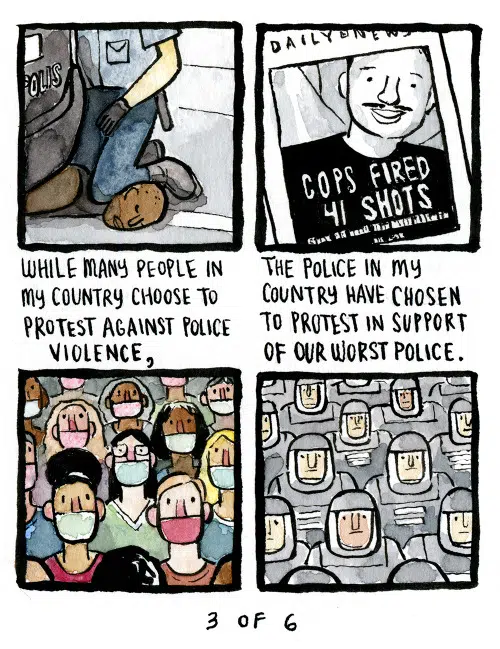 OLIS
DAILY NEWS
COPS FIRED
41 SHOTS
WHILE MANY PEOPLE IN
MY COUNTRY CHOOSE TO
PROTEST AGAINST POLICE
VIOLENCE,
THE POLICE IN MY
COUNTRY HAVE CHOSEN
TO PROTEST IN SUPPORT
OF OUR WORST POLICE.
3 OF 6